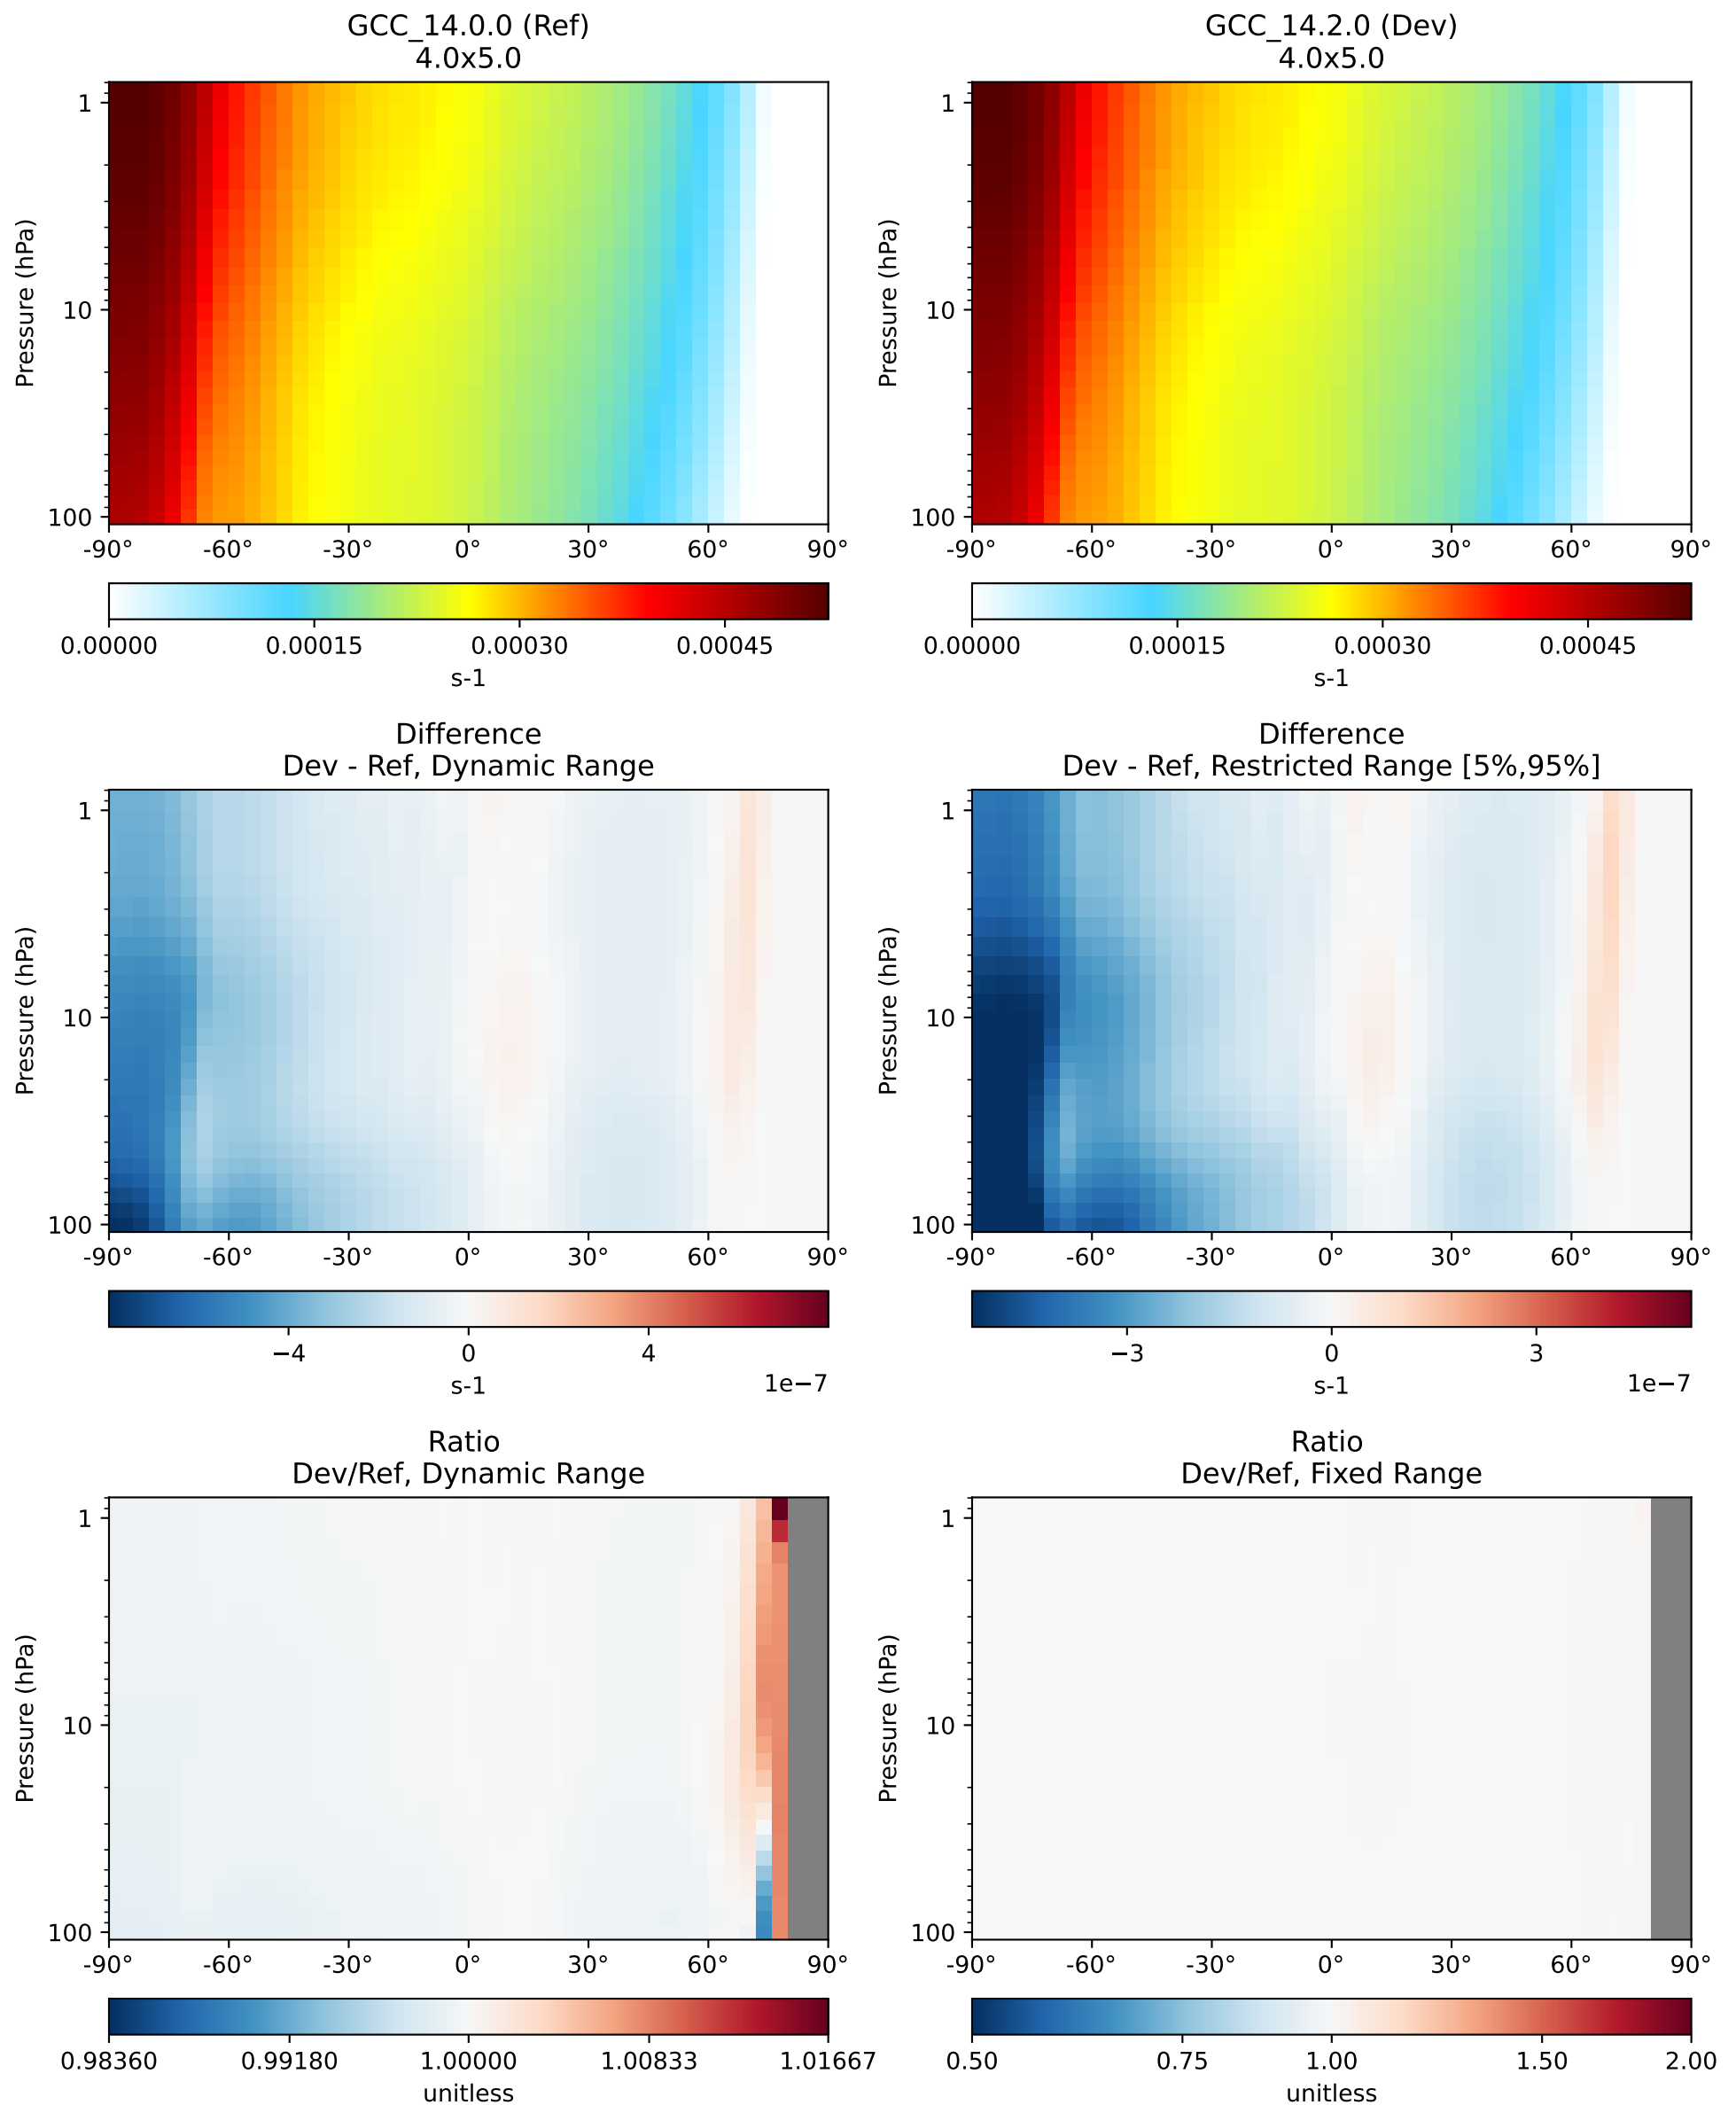 GCC_14.0.0 (Ref)
4.0x5.0
Pressure (hPa)
1
10
100
-90° -60° -30° 0° 30° 60° 90°
0.00000 0.00015 0.00030 0.00045
s-1
GCC_14.2.0 (Dev)
4.0x5.0
Pressure (hPa)
1
10
100
-90° -60° -30° 0° 30° 60° 90°
0.00000 0.00015 0.00030 0.00045
s-1
Difference
Dev - Ref, Dynamic Range
Pressure (hPa)
1
10
100
-90° -60° -30° 0° 30° 60° 90°
−4 0 4
s-1
1e−7
Difference
Dev - Ref, Restricted Range [5%,95%]
Pressure (hPa)
1
10
100
-90° -60° -30° 0° 30° 60° 90°
−3 0 3
s-1
1e−7
Ratio
Dev/Ref, Dynamic Range
Pressure (hPa)
1
10
100
-90° -60° -30° 0° 30° 60° 90°
0.98360 0.99180 1.00000 1.00833 1.01667
unitless
Ratio
Dev/Ref, Fixed Range
Pressure (hPa)
1
10
100
-90° -60° -30° 0° 30° 60° 90°
0.50 0.75 1.00 1.50 2.00
unitless